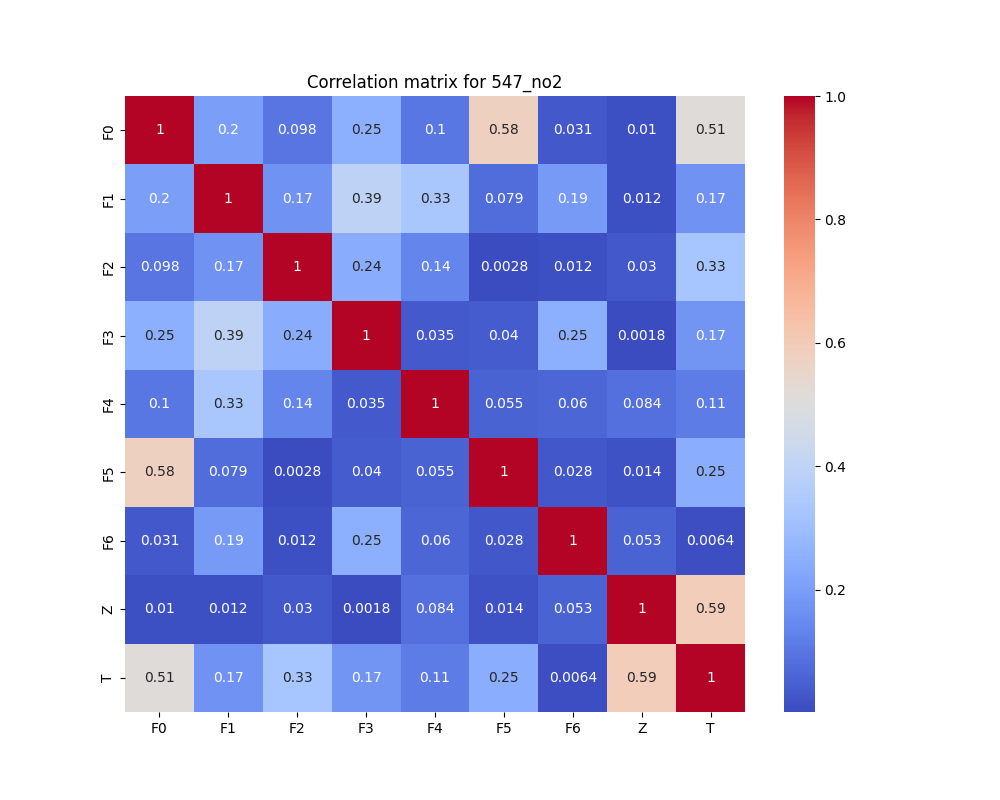 Correlation matrix for 547_no2
F0 1 0.2 0.098 0.25 0.1 0.58 0.031 0.01 0.51
F1 0.2 1 0.17 0.39 0.33 0.079 0.19 0.012 0.17
F2 0.098 0.17 1 0.24 0.14 0.0028 0.012 0.03 0.33
F3 0.25 0.39 0.24 1 0.035 0.04 0.25 0.0018 0.17
F4 0.1 0.33 0.14 0.035 1 0.055 0.06 0.084 0.11
F5 0.58 0.079 0.0028 0.04 0.055 1 0.028 0.014 0.25
F6 0.031 0.19 0.012 0.25 0.06 0.028 1 0.053 0.0064
Z 0.01 0.012 0.03 0.0018 0.084 0.014 0.053 1 0.59
T 0.51 0.17 0.33 0.17 0.11 0.25 0.0064 0.59 1
F0 F1 F2 F3 F4 F5 F6 Z T
1.0
0.8
0.6
0.4
0.2